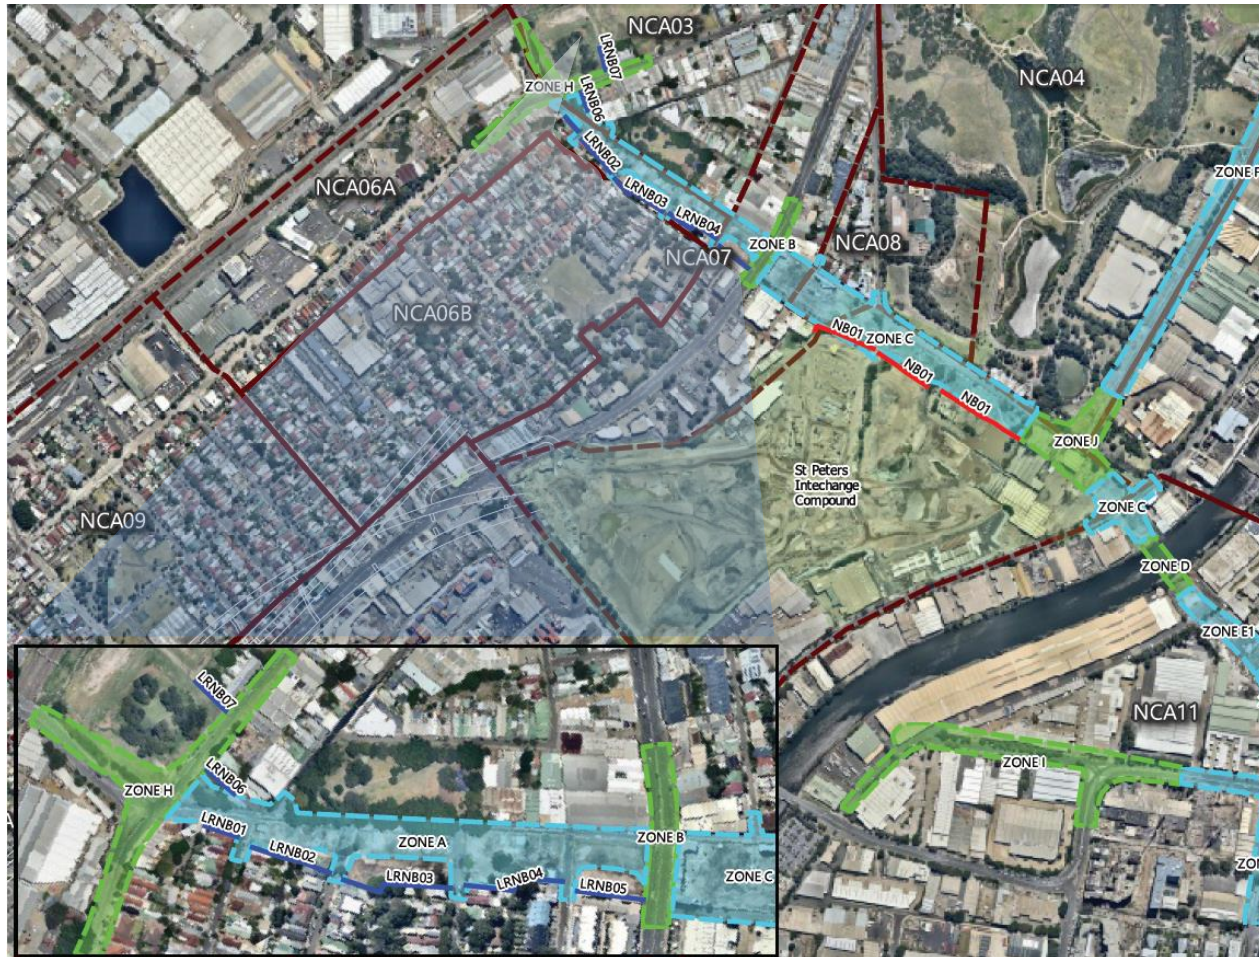 NCA03
LRNB07
NCA04
ZONE H
LRNB06
ZONE F
LRNB02
NCA06A
LRNB03
LRNB04
ZONE B
NCA08
NCA07
NCA06B
NB01
ZONE C
NB01
NB01
ZONE J
St Peters
Intechange
Compound
ZONE C
NCA09
ZONE D
ZONE E1
LRNB07
NCA11
ZONE I
LRNB06
ZONE H
LRNB01
ZONE A
ZONE B
LRNB02
LRNB03
LRNB04
LRNB05
ZONE C